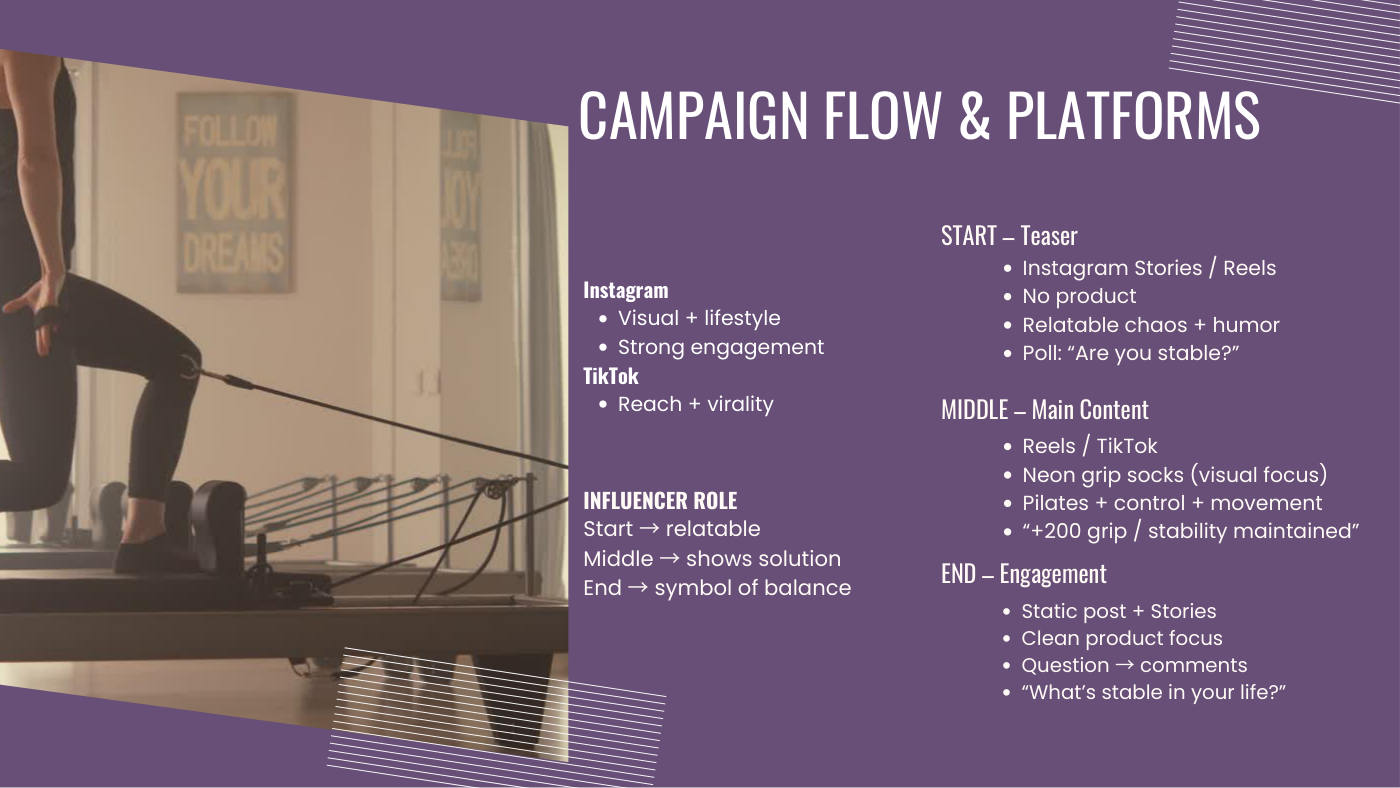 CAMPAIGN FLOW & PLATFORMS
FOLLOW
YOUR
DREAMS
Instagram
• Visual + lifestyle
• Strong engagement
TikTok
• Reach + virality
INFLUENCER ROLE
Start → relatable
Middle → shows solution
End → symbol of balance
START – Teaser
• Instagram Stories / Reels
• No product
• Relatable chaos + humor
• Poll: “Are you stable?”
MIDDLE – Main Content
• Reels / TikTok
• Neon grip socks (visual focus)
• Pilates + control + movement
• “+200 grip / stability maintained”
END – Engagement
• Static post + Stories
• Clean product focus
• Question → comments
• “What’s stable in your life?”